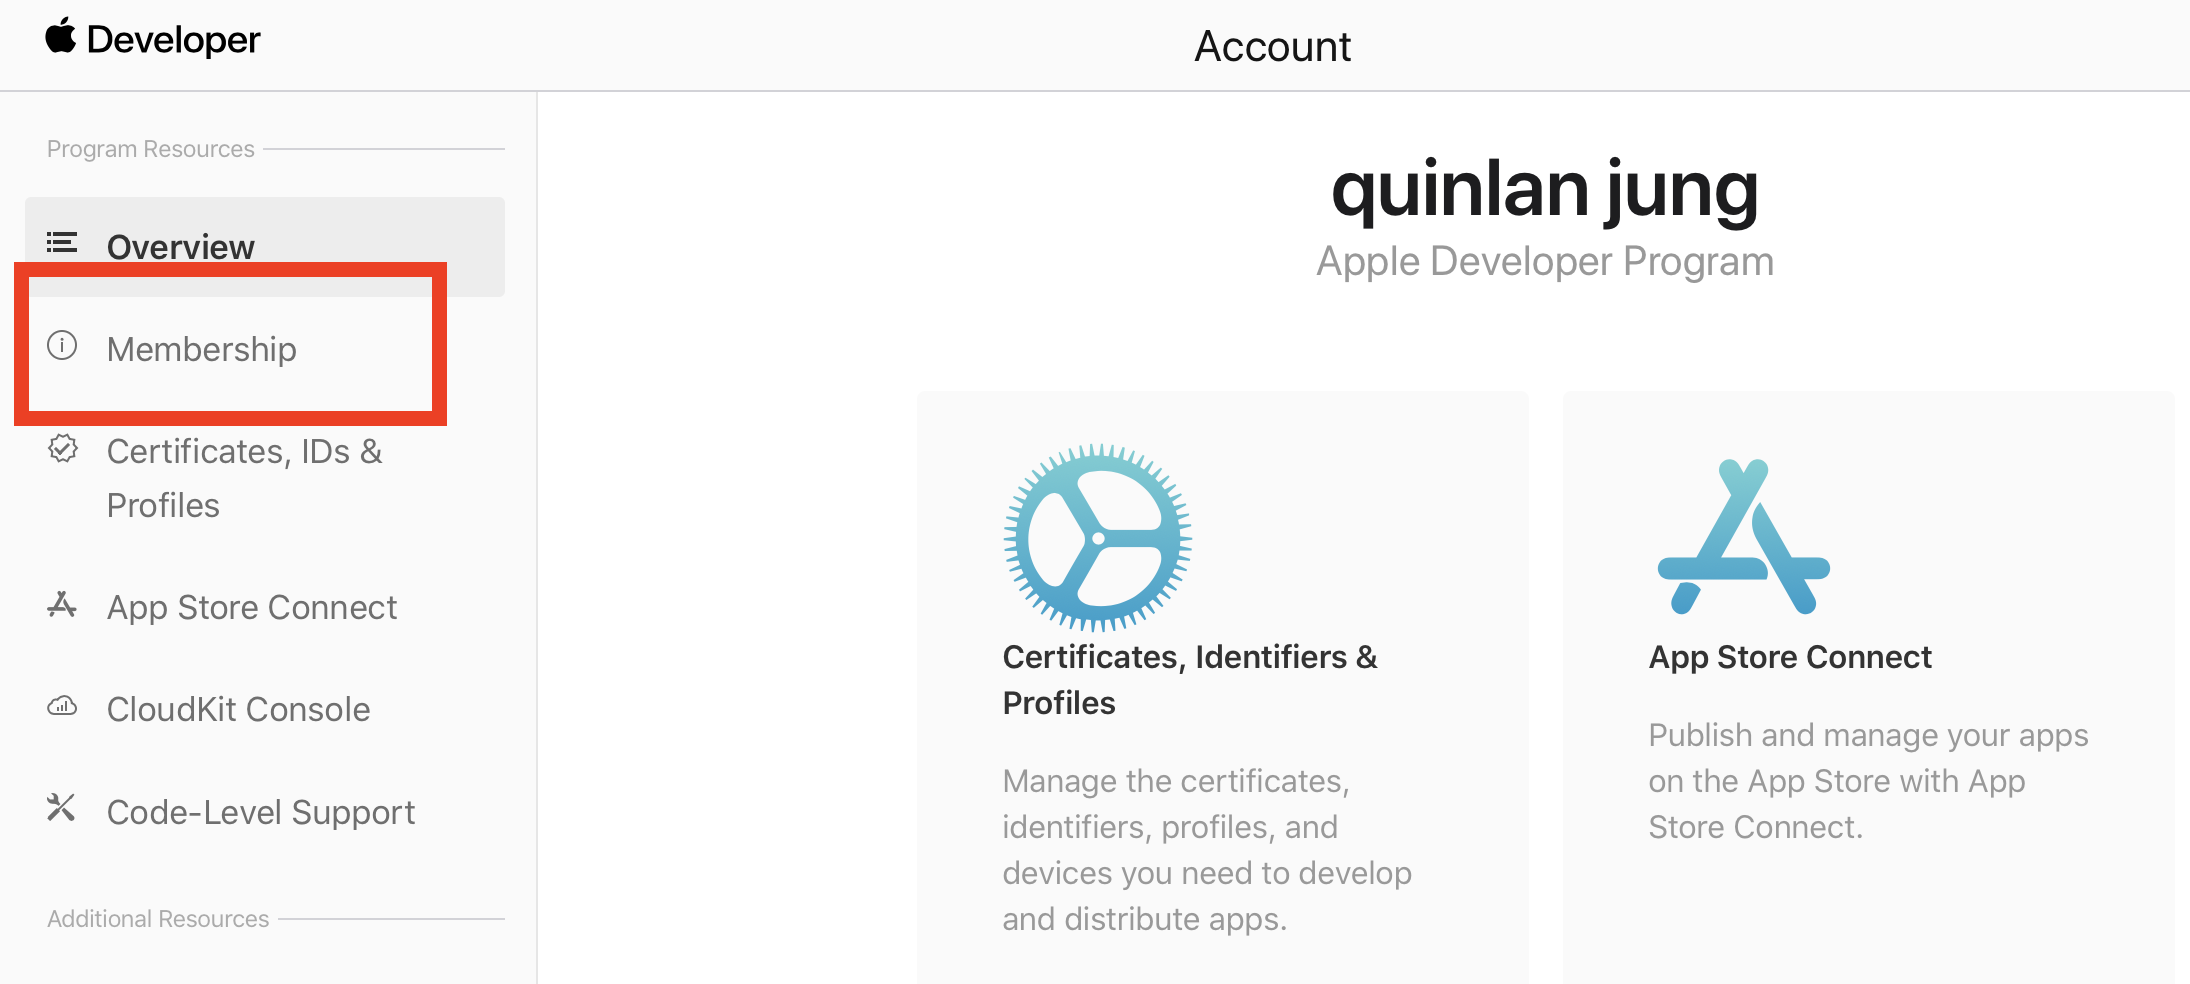 Developer
Account
Program Resources
Overview
Membership
Certificates, IDs &
Profiles
App Store Connect
CloudKit Console
Code-Level Support
Additional Resources
quinlan jung
Apple Developer Program
Certificates, Identifiers &
Profiles
Manage the certificates,
identifiers, profiles, and
devices you need to develop
and distribute apps.
App Store Connect
Publish and manage your apps
on the App Store with App
Store Connect.